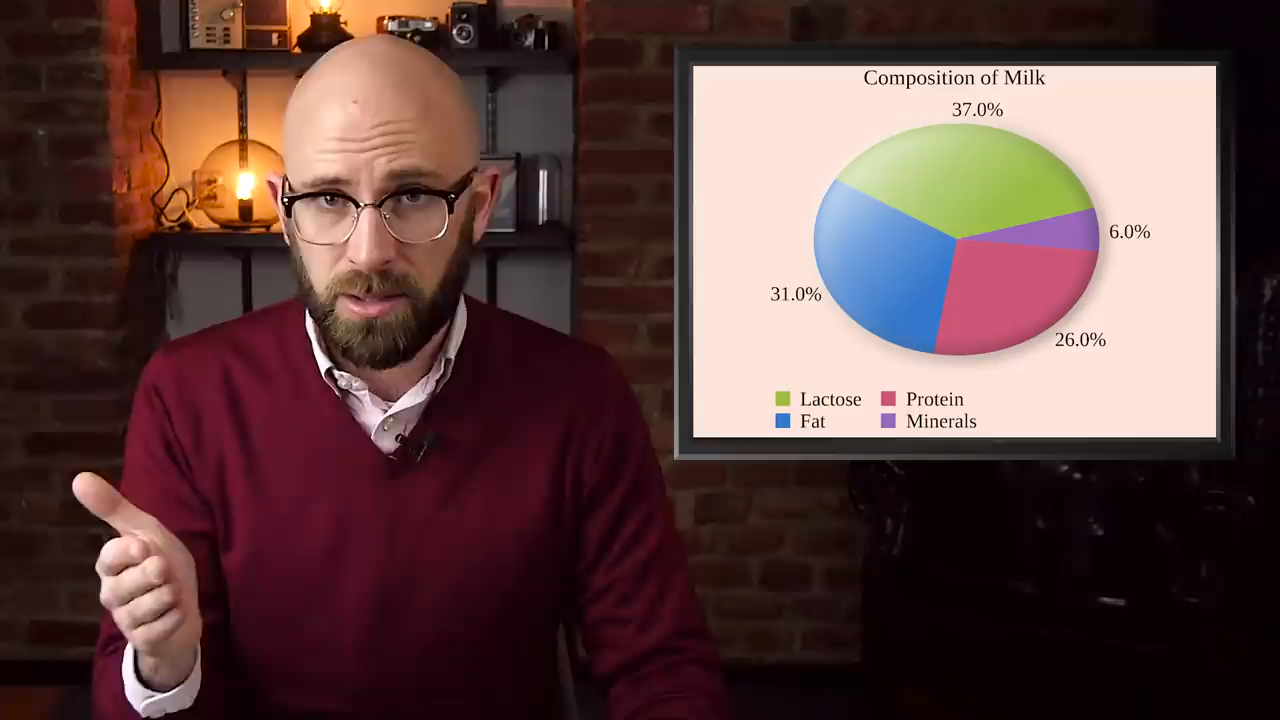 Composition of Milk
37.0%
6.0%
31.0%
26.0%
Lactose Protein
Fat Minerals